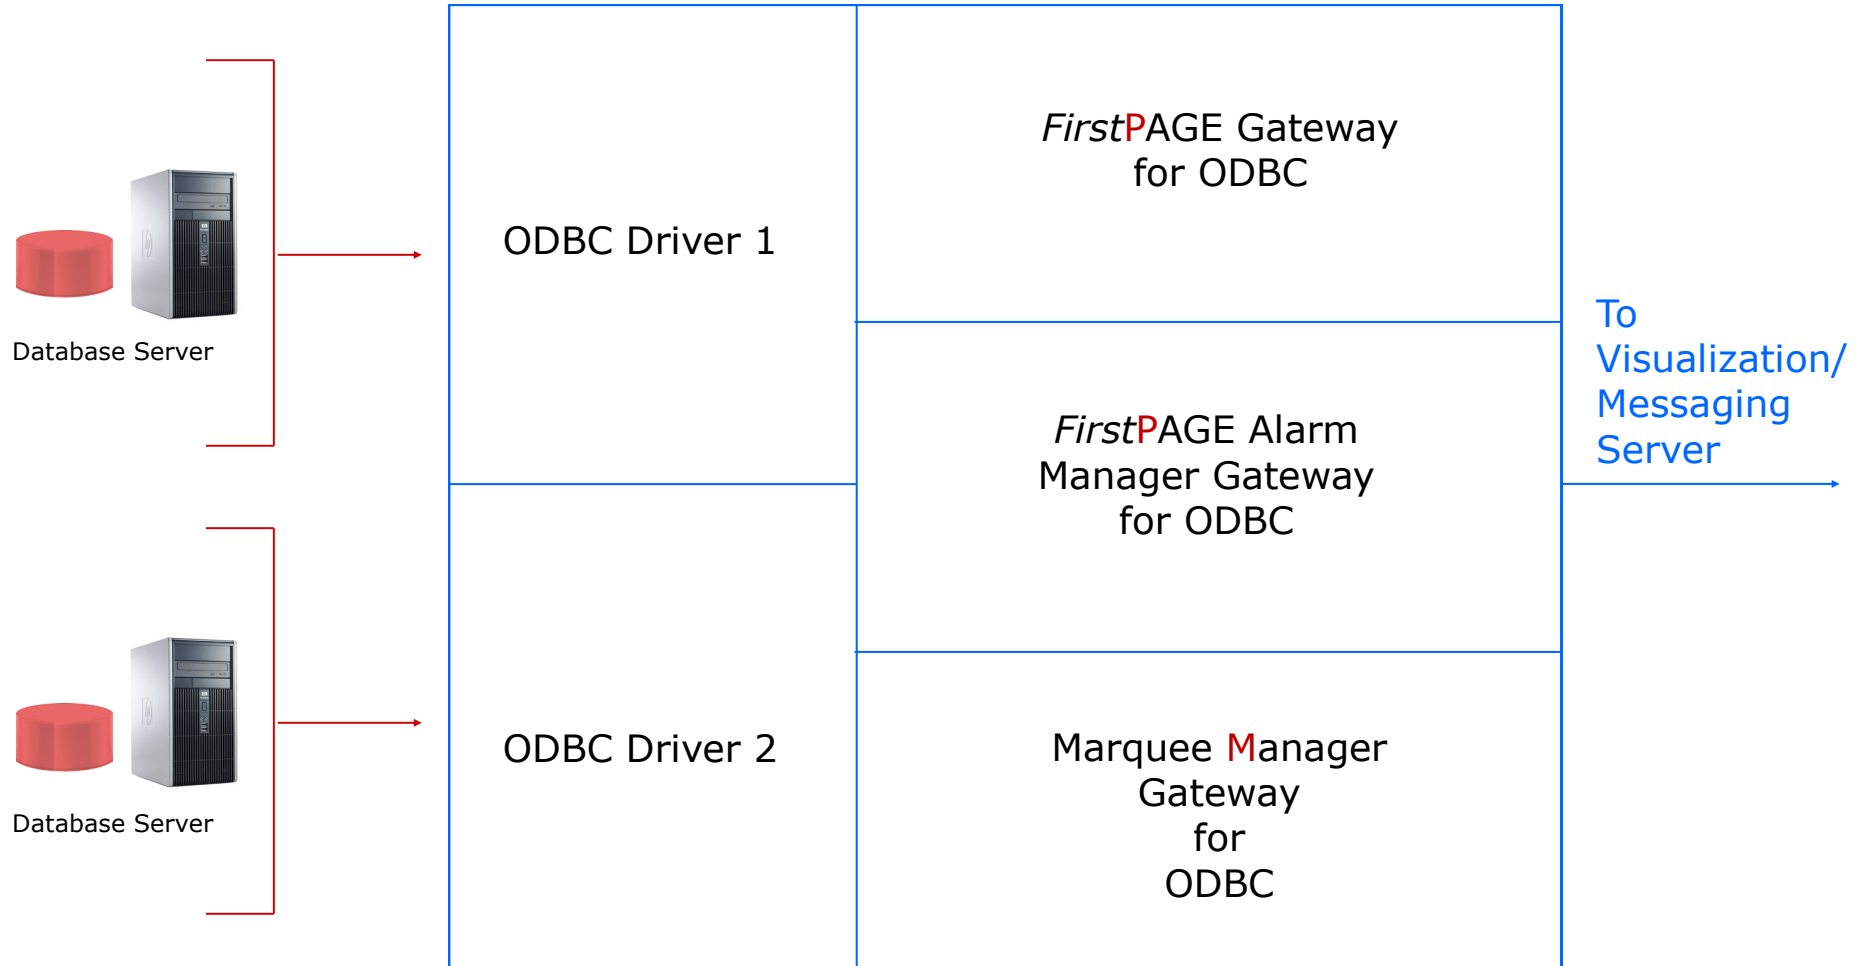 Database Server
Database Server
ODBC Driver 1
ODBC Driver 2
FirstPAGE Gateway
for ODBC
FirstPAGE Alarm
Manager Gateway
for ODBC
Marquee Manager
Gateway
for
ODBC
To
Visualization/
Messaging
Server